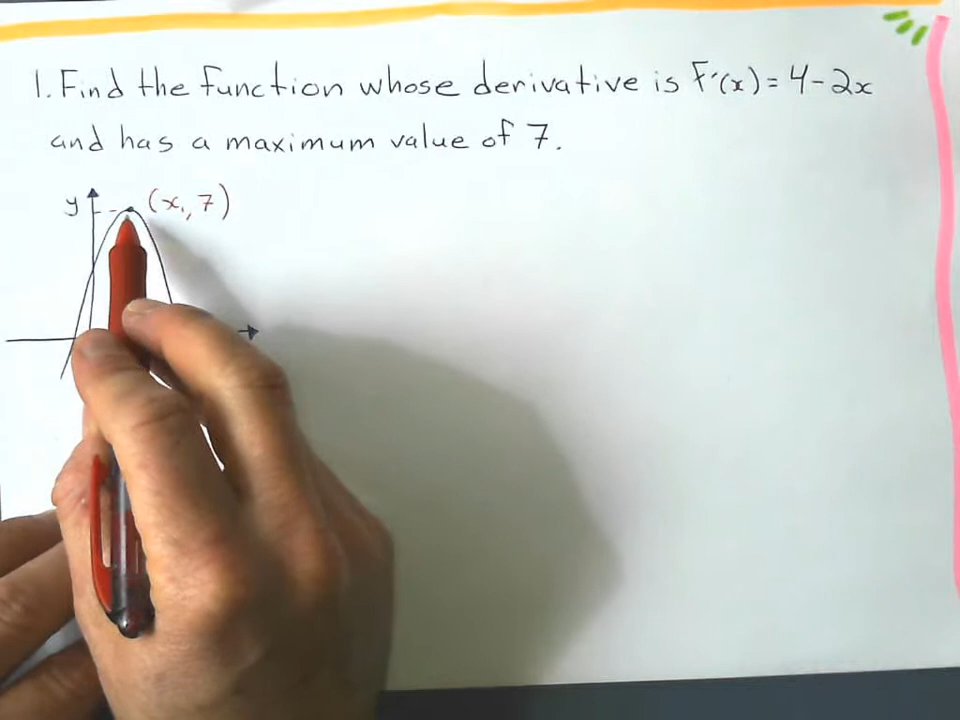 1. Find the function whose derivative is F'(x) = 4 - 2x
and has a maximum value of 7.
y (x, 7)